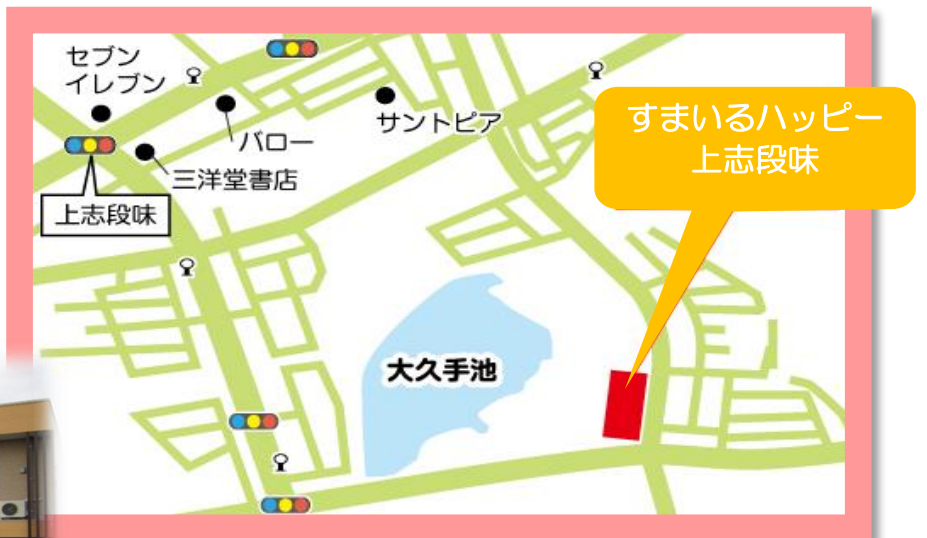 セブン
イレブン
バロー
サントピア
三洋堂書店
上志段味
すまいるハッピー
上志段味
大久手池